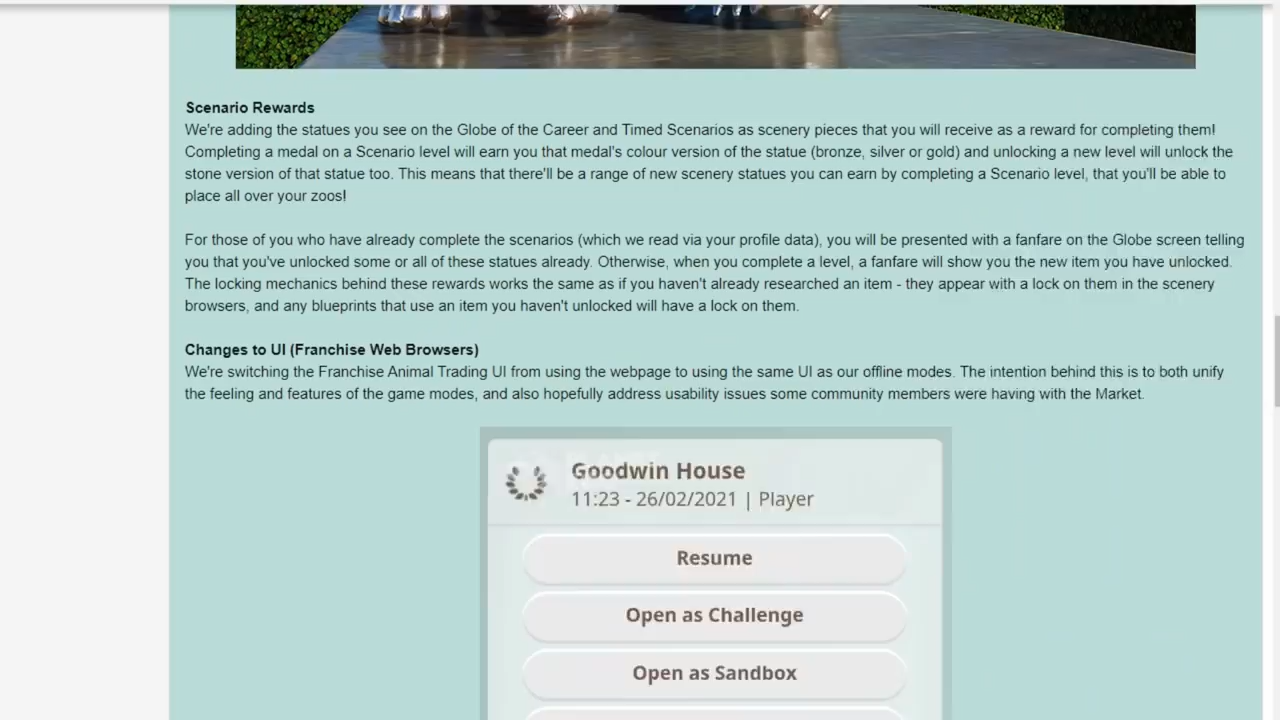 Scenario Rewards
We're adding the statues you see on the Globe of the Career and Timed Scenarios as scenery pieces that you will receive as a reward for completing them!
Completing a medal on a Scenario level will earn you that medal's colour version of the statue (bronze, silver or gold) and unlocking a new level will unlock the
stone version of that statue too. This means that there'll be a range of new scenery statues you can earn by completing a Scenario level, that you'll be able to
place all over your zoos!
For those of you who have already complete the scenarios (which we read via your profile data), you will be presented with a fanfare on the Globe screen telling
you that you've unlocked some or all of these statues already. Otherwise, when you complete a level, a fanfare will show you the new item you have unlocked.
The locking mechanics behind these rewards works the same as if you haven't already researched an item - they appear with a lock on them in the scenery
browsers, and any blueprints that use an item you haven't unlocked will have a lock on them.
Changes to UI (Franchise Web Browsers)
We're switching the Franchise Animal Trading UI from using the webpage to using the same UI as our offline modes. The intention behind this is to both unify
the feeling and features of the game modes, and also hopefully address usability issues some community members were having with the Market.
Goodwin House
11:23 - 26/02/2021 | Player
Resume
Open as Challenge
Open as Sandbox